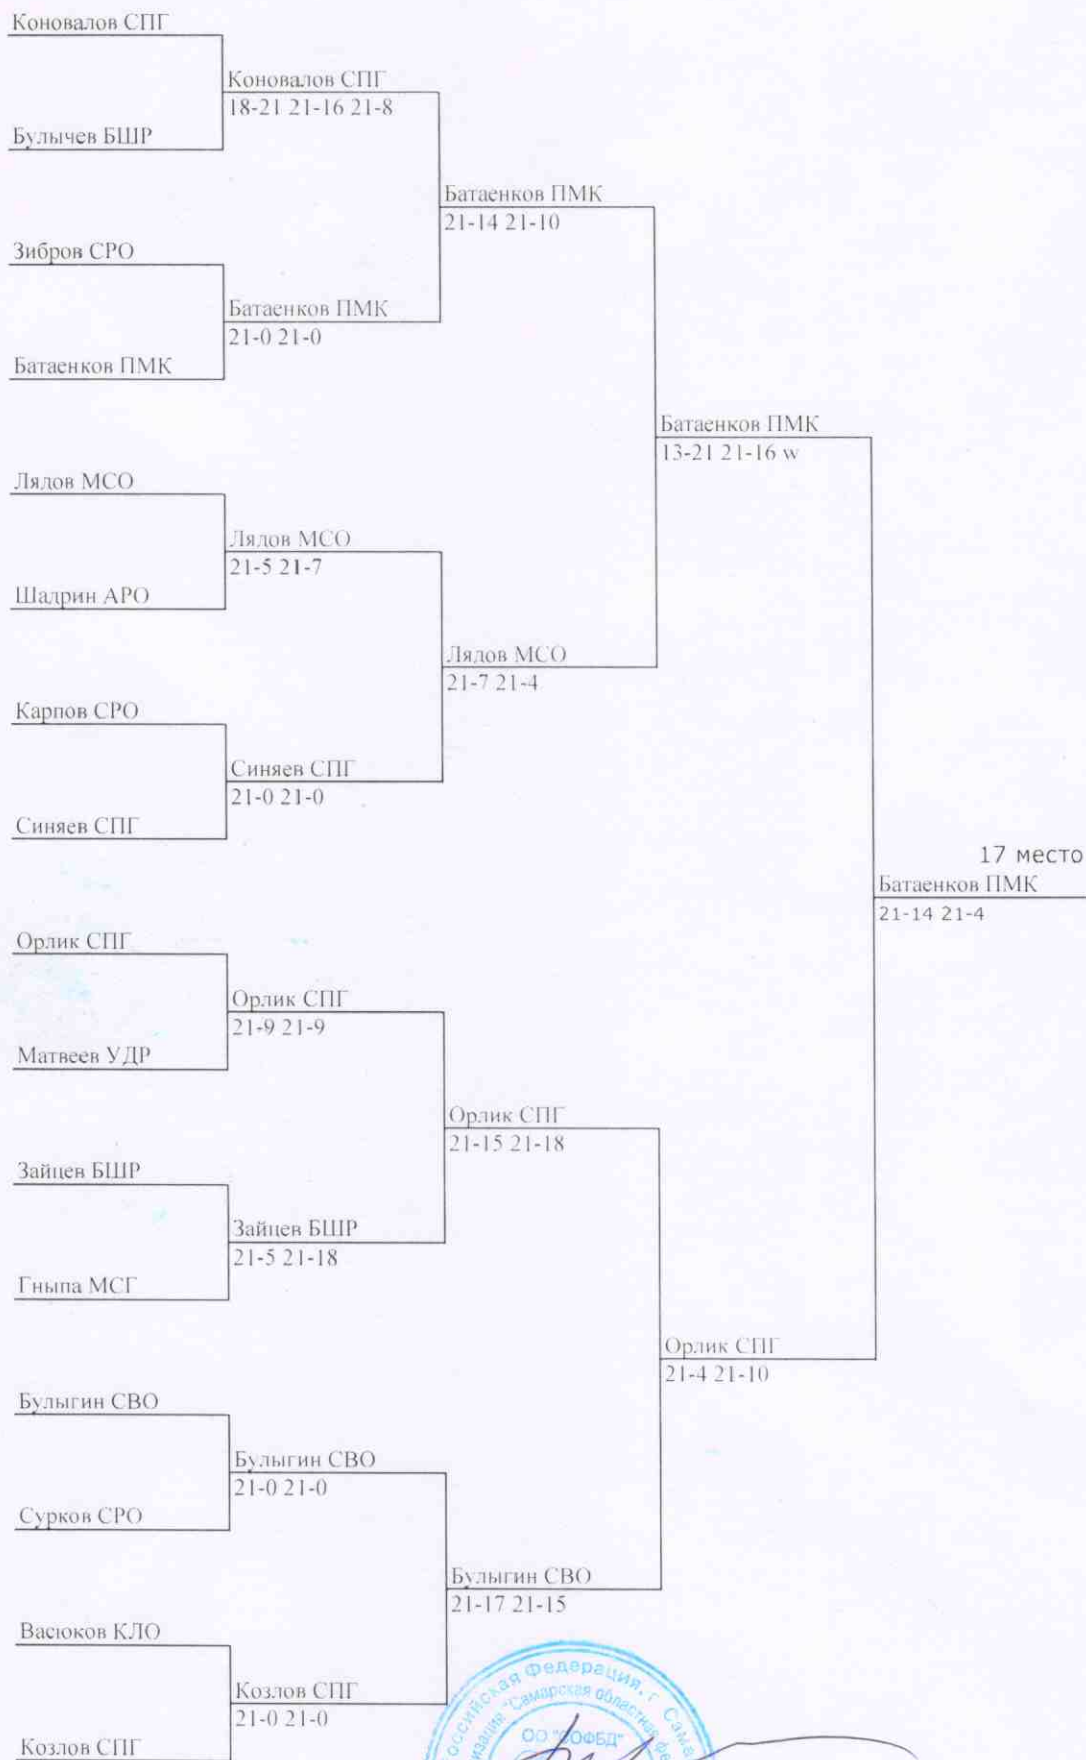 Коновалов СПГ
Коновалов СПГ
18-21 21-16 21-8
Булычев БШР
Батаенков ПМК
21-14 21-10
Зибров СРО
Батаенков ПМК
21-0 21-0
Батаенков ПМК
Батаенков ПМК
13-21 21-16 w
Лядов МСО
Лядов МСО
21-5 21-7
Шадрин АРО
Лядов МСО
21-7 21-4
Карпов СРО
Синяев СПГ
21-0 21-0
Синяев СПГ
17 место
Батаенков ПМК
21-14 21-4
Орлик СПГ
Орлик СПГ
21-9 21-9
Матвеев УДР
Орлик СПГ
21-15 21-18
Зайцев БШР
Зайцев БШР
21-5 21-18
Гныпа МСГ
Орлик СПГ
21-4 21-10
Булыгин СВО
Булыгин СВО
21-0 21-0
Сурков СРО
Булыгин СВО
21-17 21-15
Васюков КЛО
Козлов СПГ
21-0 21-0
Козлов СПГ
Федерация, г. Сама
"Самарская областная
ОО "СОФБД"